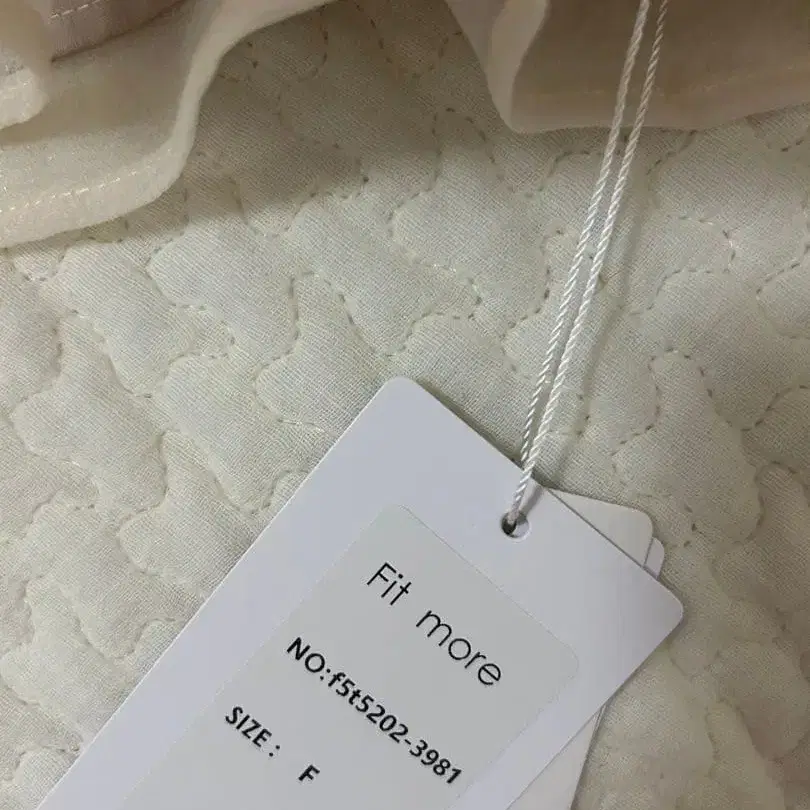 Fit more
NO:f5t5202-3981
SIZE: F